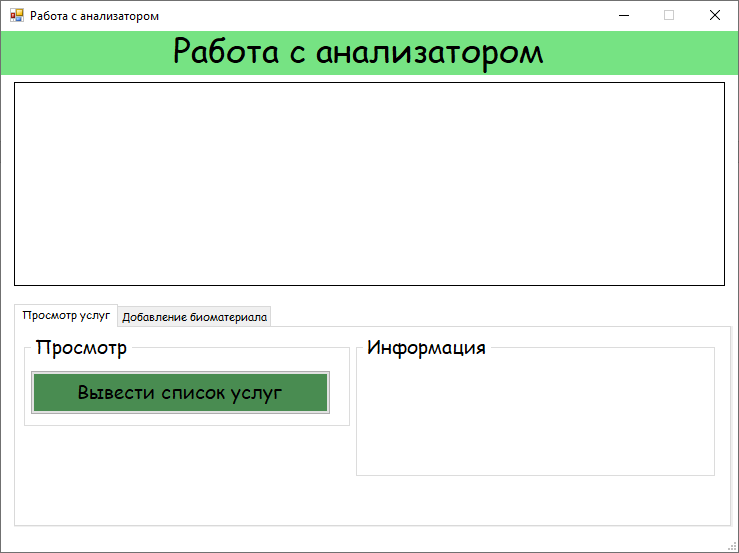 Работа с анализатором
Работа с анализатором
Просмотр услуг
Добавление биоматериала
Просмотр
Информация
Вывести список услуг